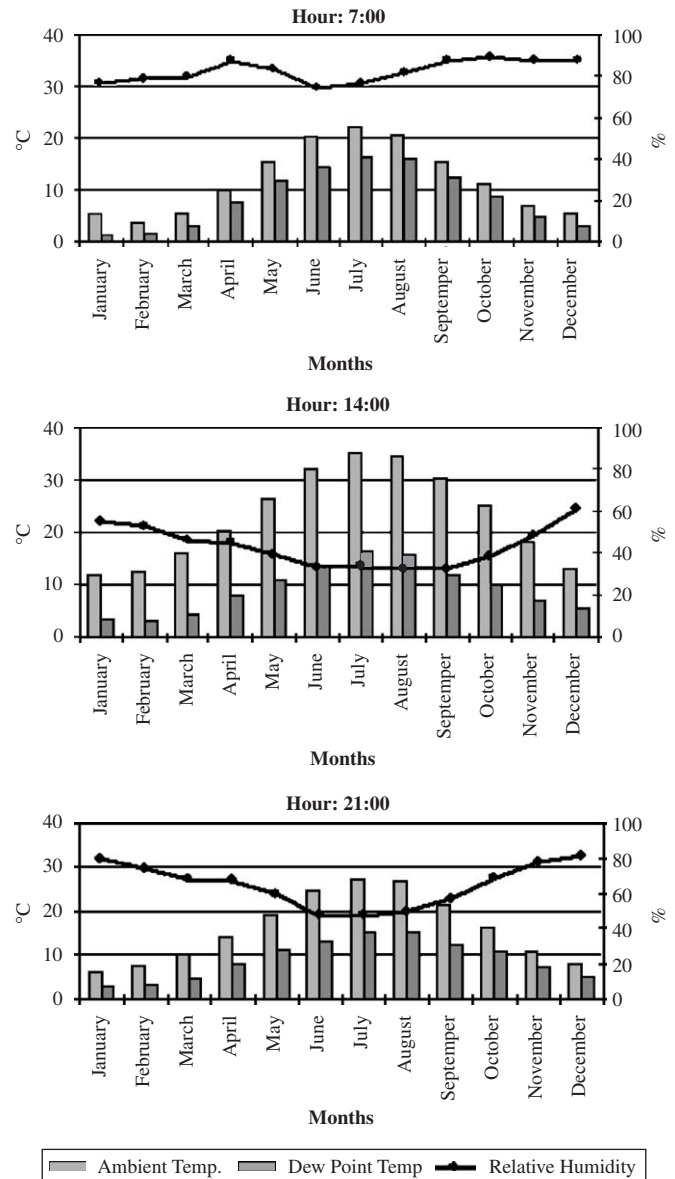 Hour: 7:00
40 100
30 80
20 60
10 40
0 20
0
°C
%
January
February
March
April
May
June
July
August
Septemper
October
November
December
Months
Hour: 14:00
40 100
30 80
20 60
10 40
0 20
0
°C
%
January
February
March
April
May
June
July
August
Septemper
October
November
December
Months
Hour: 21:00
40 100
30 80
20 60
10 40
0 20
0
°C
%
January
February
March
April
May
June
July
August
Septemper
October
November
December
Months
Ambient Temp. Dew Point Temp Relative Humidity